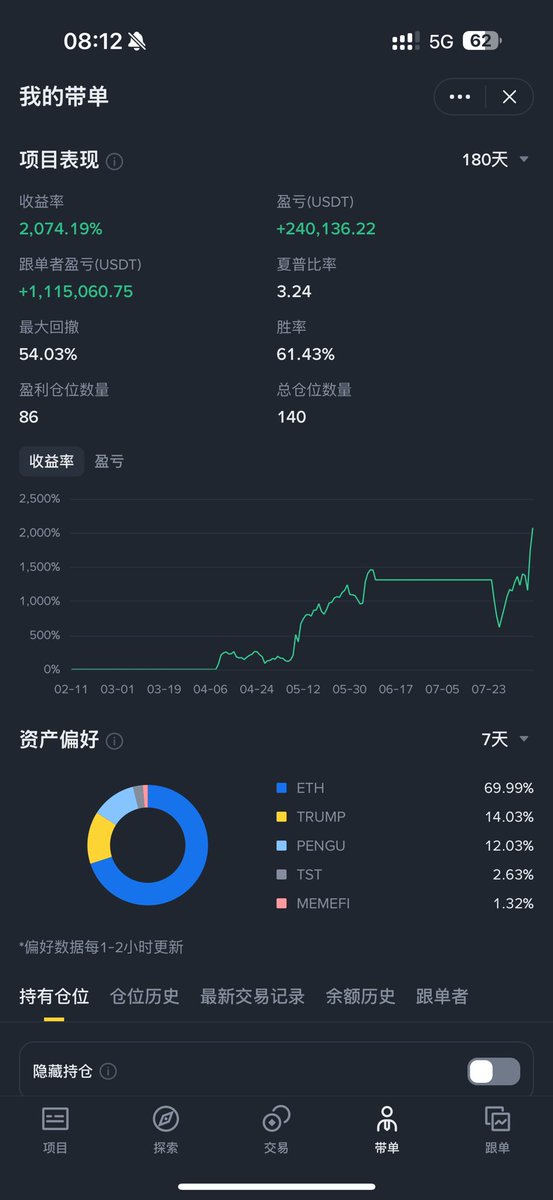 08:12
5G 62
我的带单
项目表现
180天
收益率 盈亏(USDT)
2,074.19% +240,136.22
跟单者盈亏(USDT) 夏普比率
+1,115,060.75 3.24
最大回撤 胜率
54.03% 61.43%
盈利仓位数量 总仓位数量
86 140
收益率 盈亏
2,500%
2,000%
1,500%
1,000%
500%
0%
02-11 03-01 03-19 04-06 04-24 05-12 05-30 06-17 07-05 07-23
资产偏好 7天
ETH 69.99%
TRUMP 14.03%
PENGU 12.03%
TST 2.63%
MEMEFI 1.32%
*偏好数据每1-2小时更新
持有仓位 仓位历史 最新交易记录 余额历史 跟单者
隐藏持仓
项目 探索 交易 带单 跟单